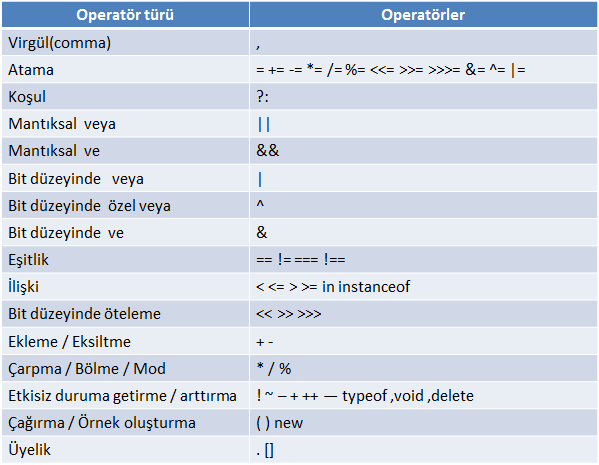 Operatör türü Operatörler
Virgül(comma) ,
Atama = += -= *= /= %= <<= >>= >>>= &= ^= |=
Koşul ?:
Mantıksal veya ||
Mantıksal ve &&
Bit düzeyinde veya |
Bit düzeyinde özel veya ^
Bit düzeyinde ve &
Eşitlik == != === !==
İlişki < <= > >= in instanceof
Bit düzeyinde öteleme << >> >>>
Ekleme / Eksiltme + -
Çarpma / Bölme / Mod * / %
Etkisiz duruma getirme / arttırma ! ~ – + ++ — typeof ,void ,delete
Çağırma / Örnek oluşturma ( ) new
Üyelik . []